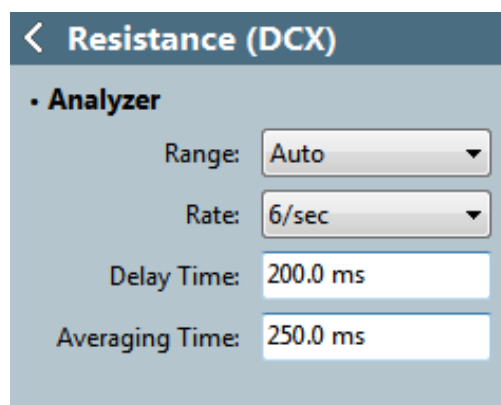 < Resistance (DCX)
• Analyzer
Range: Auto
Rate: 6/sec
Delay Time: 200.0 ms
Averaging Time: 250.0 ms